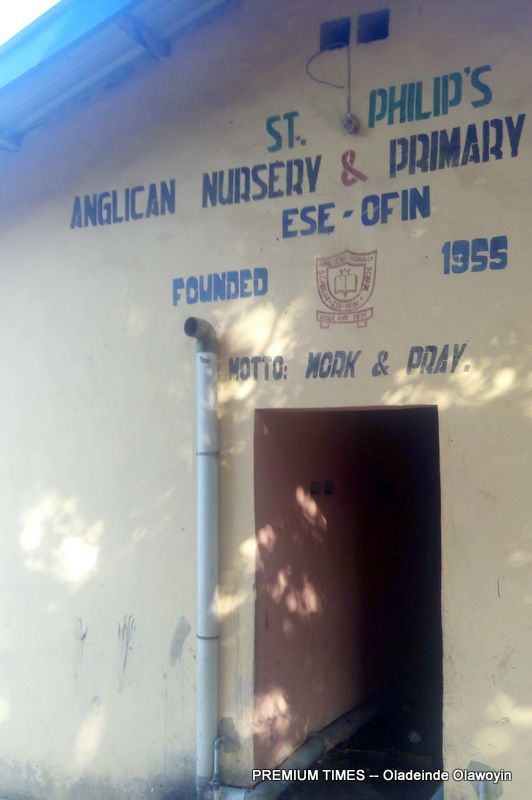 ST. PHILIP'S
ANGLICAN NURSERY & PRIMARY
ESE-OFIN
FOUNDED 1955
MOTTO: WORK & PRAY.
PREMIUM TIMES -- Oladeinde Olawoyin